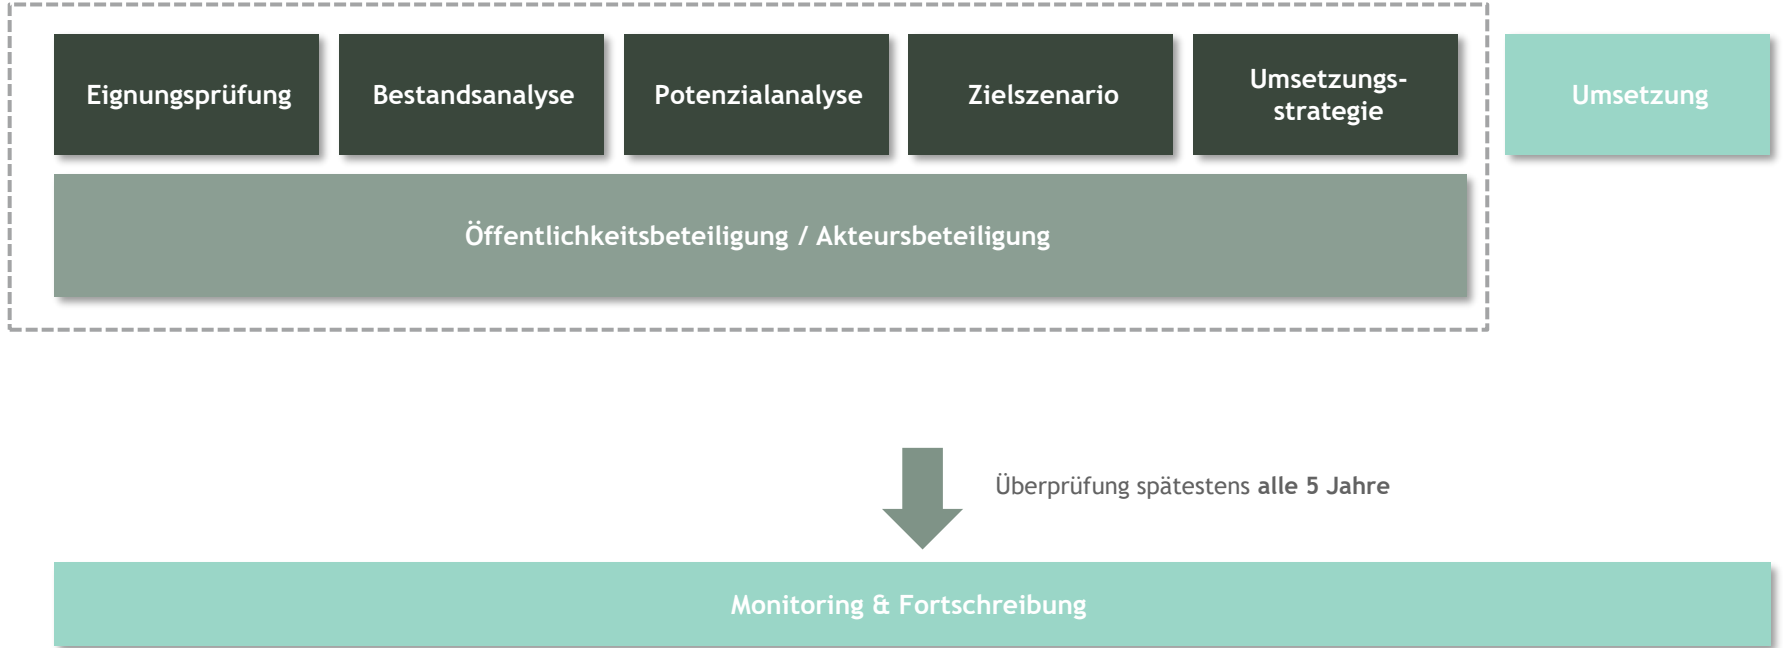 Eignungsprüfung
Bestandsanalyse
Potenzialanalyse
Zielszenario
Umsetzungs-
strategie
Umsetzung
Öffentlichkeitsbeteiligung / Akteursbeteiligung
Überprüfung spätestens alle 5 Jahre
Monitoring & Fortschreibung